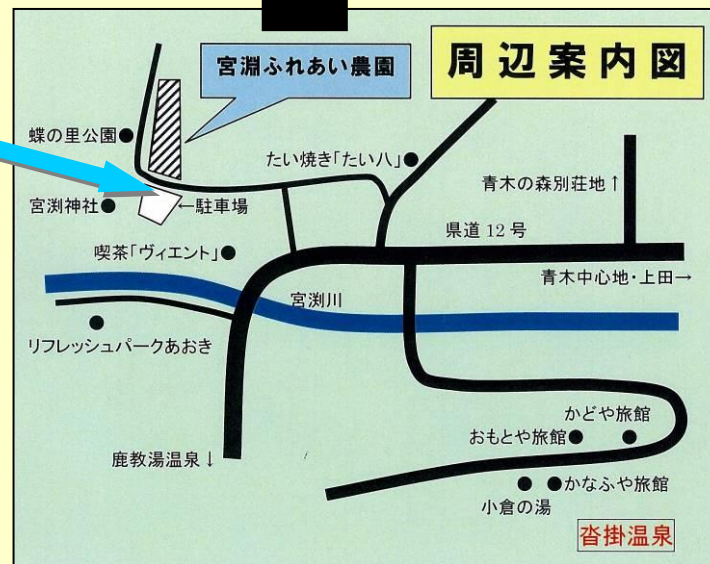 周辺案内図
宮淵ふれあい農園
蝶の里公園
たい焼き「たい八」
青木の森別荘地↑
宮渕神社
←駐車場
県道12号
喫茶「ヴィエント」
青木中心地・上田→
宮渕川
リフレッシュパークあおき
かどや旅館
おもとや旅館
鹿教湯温泉↓
かなふや旅館
小倉の湯
沓掛温泉